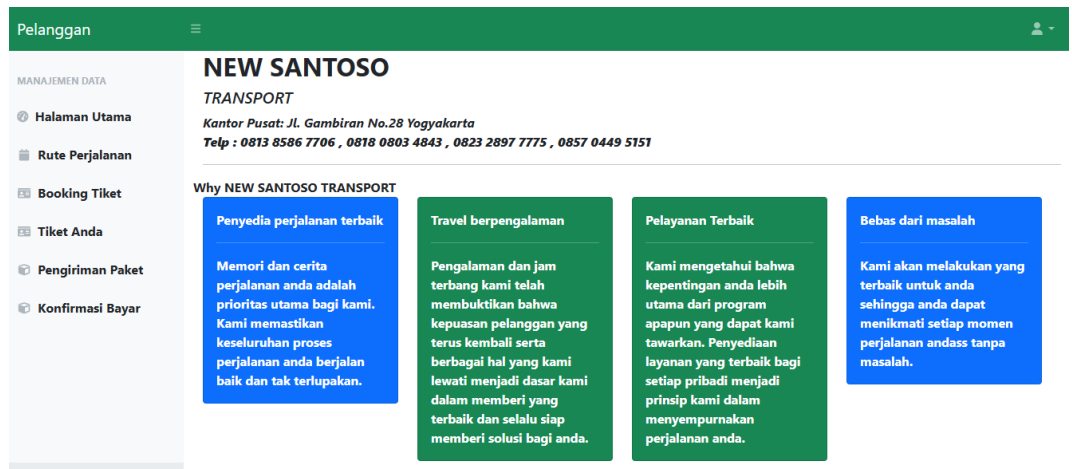 Pelanggan
MANAJEMEN DATA
Halaman Utama
Rute Perjalanan
Booking Tiket
Tiket Anda
Pengiriman Paket
Konfirmasi Bayar
NEW SANTOSO
TRANSPORT
Kantor Pusat: Jl. Gambiran No.28 Yogyakarta
Telp : 0813 8586 7706 , 0818 0803 4843 , 0823 2897 7775 , 0857 0449 5151
Why NEW SANTOSO TRANSPORT
Penyedia perjalanan terbaik
Memori dan cerita
perjalanan anda adalah
prioritas utama bagi kami.
Kami memastikan
keseluruhan proses
perjalanan anda berjalan
baik dan tak terlupakan.
Travel berpengalaman
Pengalaman dan jam
terbang kami telah
membuktikan bahwa
kepuasan pelanggan yang
terus kembali serta
berbagai hal yang kami
lewati menjadi dasar kami
dalam memberi yang
terbaik dan selalu siap
memberi solusi bagi anda.
Pelayanan Terbaik
Kami mengetahui bahwa
kepentingan anda lebih
utama dari program
apapun yang dapat kami
tawarkan. Penyediaan
layanan yang terbaik bagi
setiap pribadi menjadi
prinsip kami dalam
menyempurnakan
perjalanan anda.
Bebas dari masalah
Kami akan melakukan yang
terbaik untuk anda
sehingga anda dapat
menikmati setiap momen
perjalanan andass tanpa
masalah.